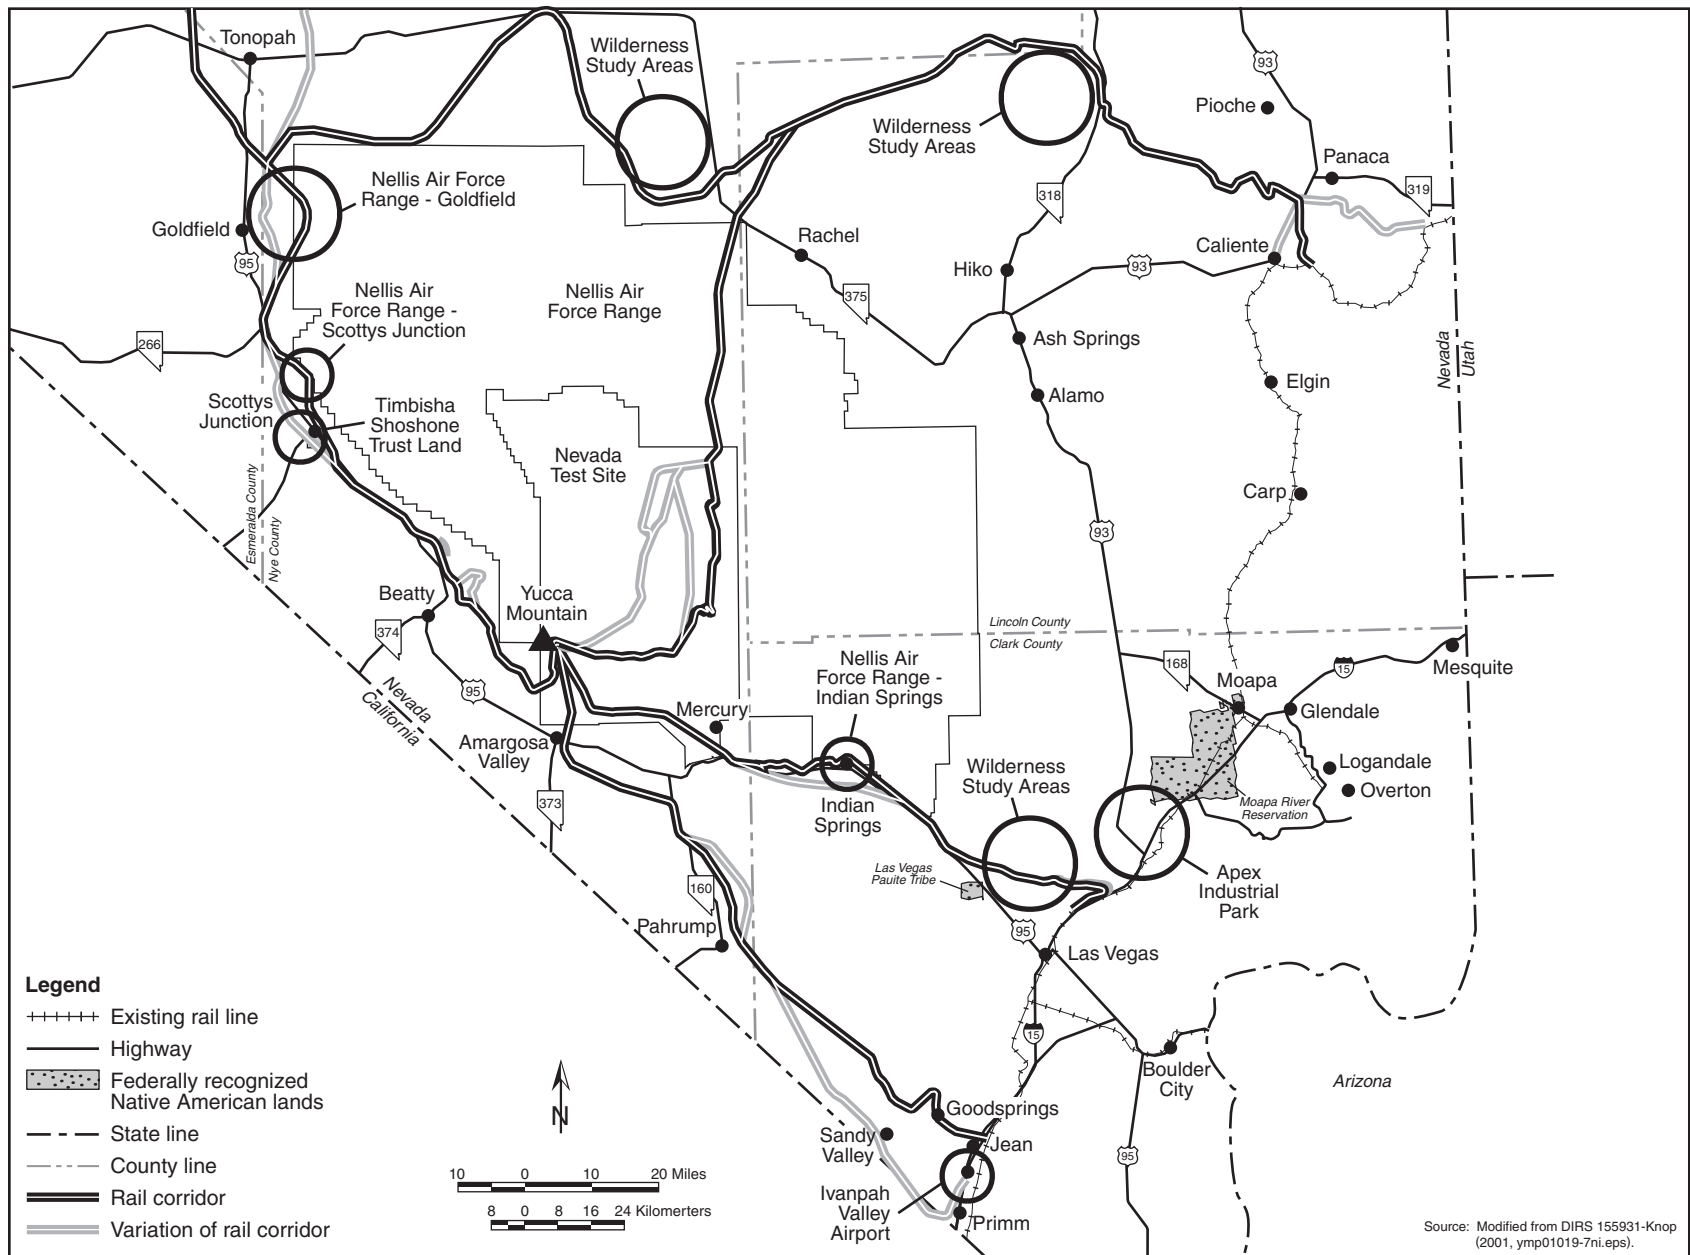 Tonopah
Wilderness
Study Areas
93
Pioche
Wilderness
Study Areas
Panaca
319
Nellis Air Force
Range - Goldfield
318
Goldfield
Rachel
Caliente
95
Hiko
93
Nellis Air
Force Range -
Scottys Junction
Nellis Air
Force Range
375
266
Ash Springs
Nevada
Utah
Elgin
Alamo
Scottys
Junction
Timbisha
Shoshone
Trust Land
Nevada
Test Site
Carp
Esmeralda County
Nye County
93
Beatty
Yucca
Mountain
374
Lincoln County
Clark County
Nellis Air
Force Range -
Indian Springs
168
15
Mesquite
Moapa
95
Nevada
California
Mercury
Glendale
Amargosa
Valley
Wilderness
Study Areas
Logandale
Overton
373
Indian
Springs
Moapa River
Reservation
Las Vegas
Pauite Tribe
Apex
Industrial
Park
160
Pahrump
95
Las Vegas
15
Boulder
City
Arizona
Goodsprings
Sandy
Valley
Jean
95
Ivanpah
Valley
Airport
Primm
Legend
Existing rail line
Highway
Federally recognized
Native American lands
State line
County line
Rail corridor
Variation of rail corridor
N
10 0 10 20 Miles
8 0 8 16 24 Kilomerters
Source: Modified from DIRS 155931-Knop
(2001, ymp01019-7ni.eps).